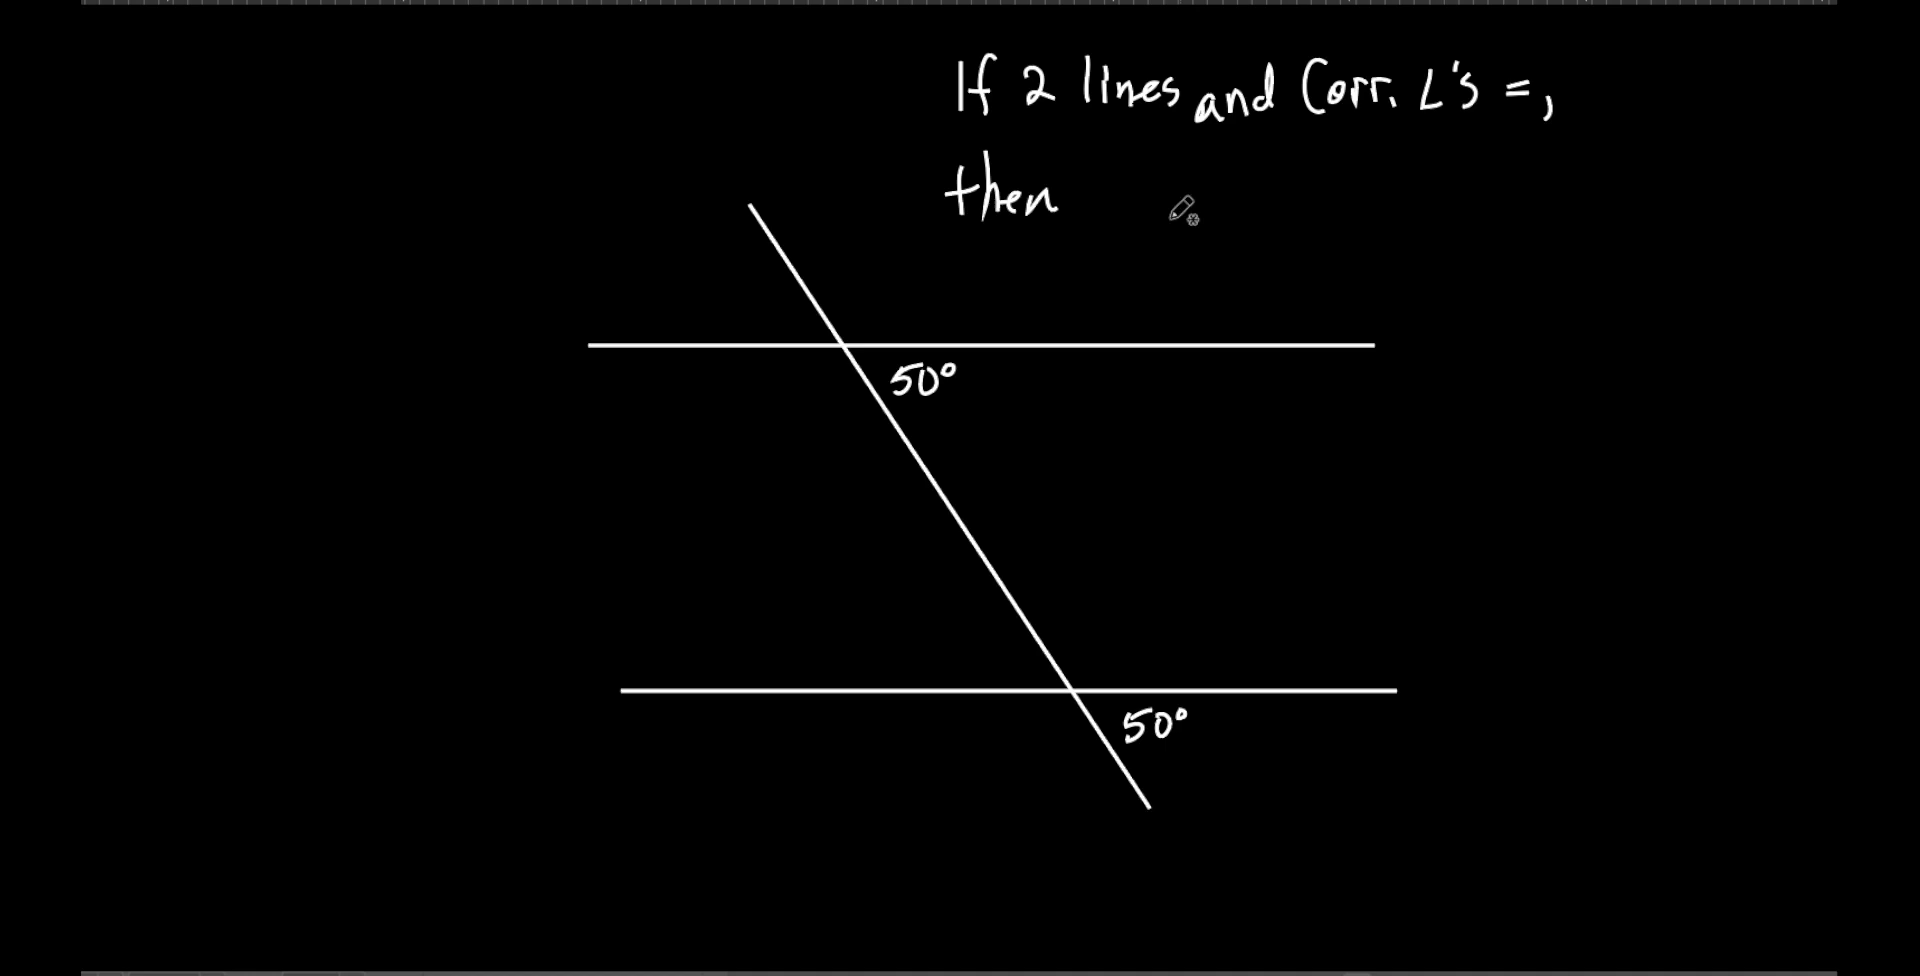 If 2 lines and Corr. ∠'s =,
then
50°
50°